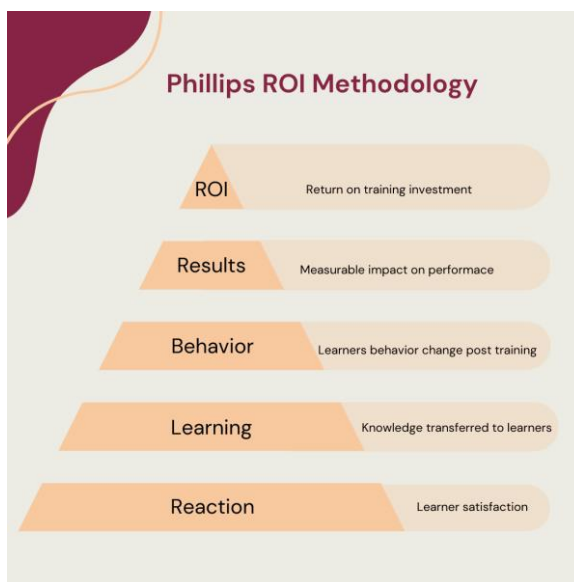 Phillips ROI Methodology
ROI
Return on training investment
Results
Measurable impact on performace
Behavior
Learners behavior change post training
Learning
Knowledge transferred to learners
Reaction
Learner satisfaction